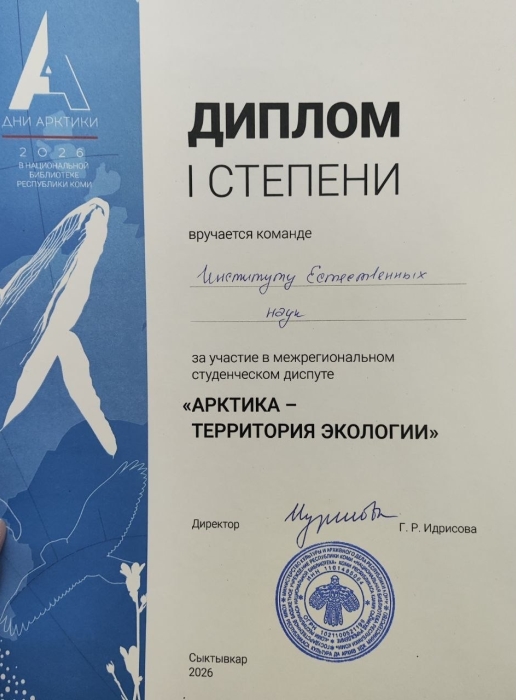 ДНИ АРКТИКИ
2026
В НАЦИОНАЛЬНОЙ
БИБЛИОТЕКЕ
РЕСПУБЛИКИ КОМИ
ДИПЛОМ
I СТЕПЕНИ
вручается команде
Институту Естественных
наук
за участие в межрегиональном
студенческом диспуте
«АРКТИКА –
ТЕРРИТОРИЯ ЭКОЛОГИИ»
Директор
Г. Р. Идрисова
Сыктывкар
2026